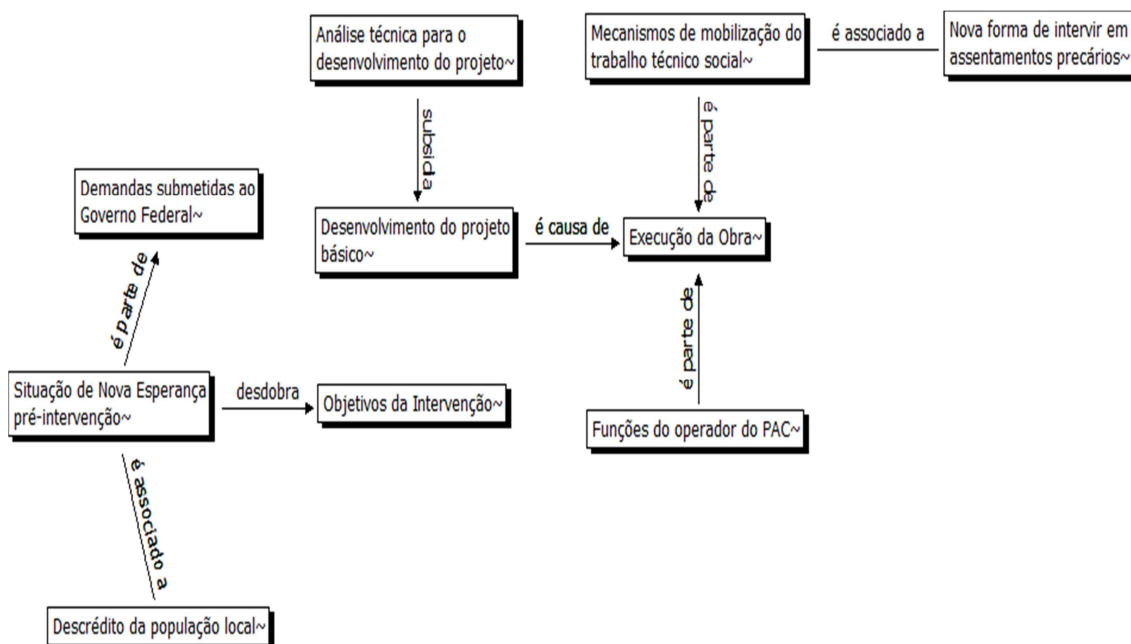 Análise técnica para o
desenvolvimento do projeto~
Mecanismos de mobilização do
trabalho técnico social~
é associado a
Nova forma de intervir em
assentamentos precários~
subsidia
é parte de
Demandas submetidas ao
Governo Federal~
Desenvolvimento do projeto
básico~
é causa de
Execução da Obra~
é parte de
é parte de
Situação de Nova Esperança
pré-intervenção~
desdobra
Objetivos da Intervenção~
Funções do operador do PAC~
é associado a
Descrédito da população local~